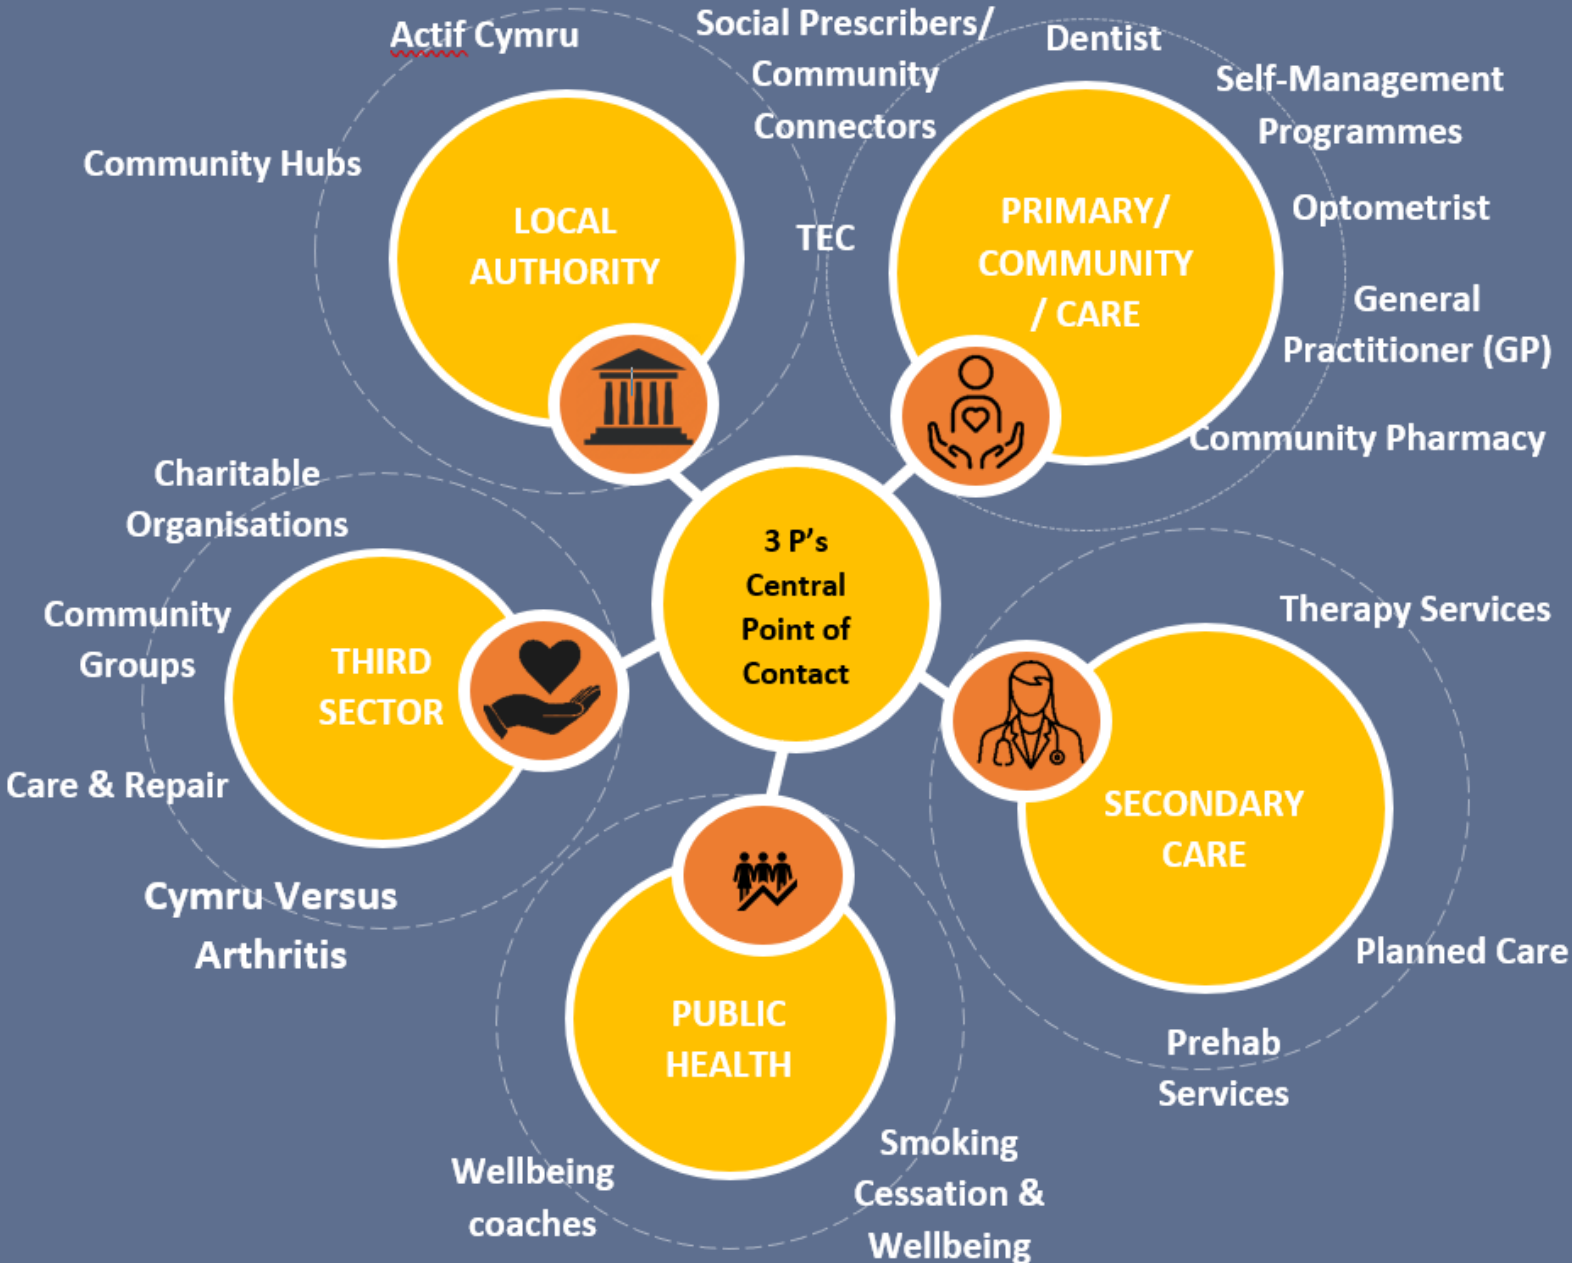 Actif Cymru
Community Hubs
LOCAL
AUTHORITY
Social Prescribers/
Community
Connectors
TEC
Dentist
Self-Management
Programmes
Optometrist
General
Practitioner (GP)
Community Pharmacy
PRIMARY/
COMMUNITY
/ CARE
3 P’s
Central
Point of
Contact
Charitable
Organisations
Community
Groups
Care & Repair
Cymru Versus
Arthritis
THIRD
SECTOR
Therapy Services
SECONDARY
CARE
Planned Care
Prehab
Services
PUBLIC
HEALTH
Wellbeing
coaches
Smoking
Cessation &
Wellbeing